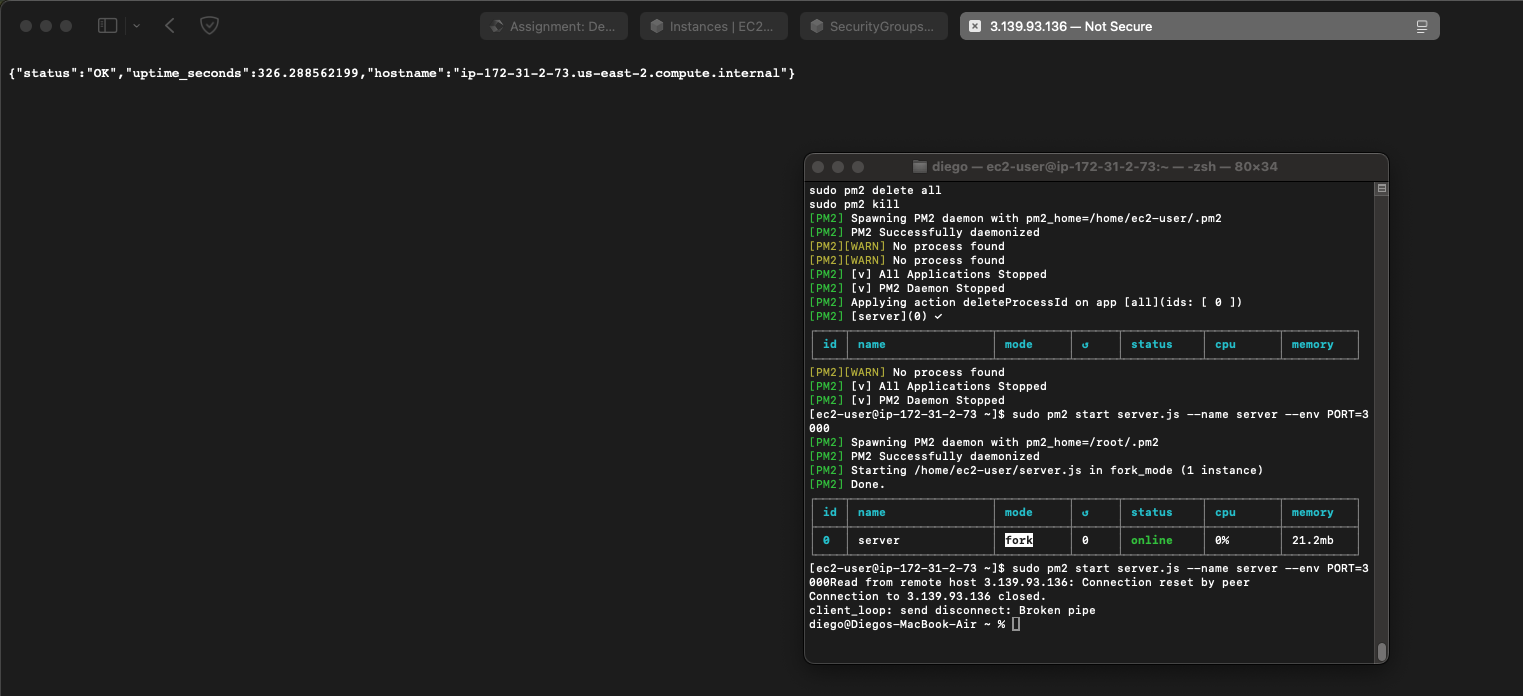 Assignment: De...
Instances | EC2...
SecurityGroups...
3.139.93.136 — Not Secure
{"status":"OK","uptime_seconds":326.288562199,"hostname":"ip-172-31-2-73.us-east-2.compute.internal"}
diego — ec2-user@ip-172-31-2-73:~ — -zsh — 80×34
sudo pm2 delete all
sudo pm2 kill
[PM2] Spawning PM2 daemon with pm2_home=/home/ec2-user/.pm2
[PM2] PM2 Successfully daemonized
[PM2][WARN] No process found
[PM2][WARN] No process found
[PM2] [v] All Applications Stopped
[PM2] [v] PM2 Daemon Stopped
[PM2] Applying action deleteProcessId on app [all](ids: [ 0 ])
[PM2] [server](0) ✓
id name mode ↺ status cpu memory
[PM2][WARN] No process found
[PM2] [v] All Applications Stopped
[PM2] [v] PM2 Daemon Stopped
[ec2-user@ip-172-31-2-73 ~]$ sudo pm2 start server.js --name server --env PORT=3
000
[PM2] Spawning PM2 daemon with pm2_home=/root/.pm2
[PM2] PM2 Successfully daemonized
[PM2] Starting /home/ec2-user/server.js in fork_mode (1 instance)
[PM2] Done.
id name mode ↺ status cpu memory
0 server fork 0 online 0% 21.2mb
[ec2-user@ip-172-31-2-73 ~]$ sudo pm2 start server.js --name server --env PORT=3
000Read from remote host 3.139.93.136: Connection reset by peer
Connection to 3.139.93.136 closed.
client_loop: send disconnect: Broken pipe
diego@Diegos-MacBook-Air ~ %